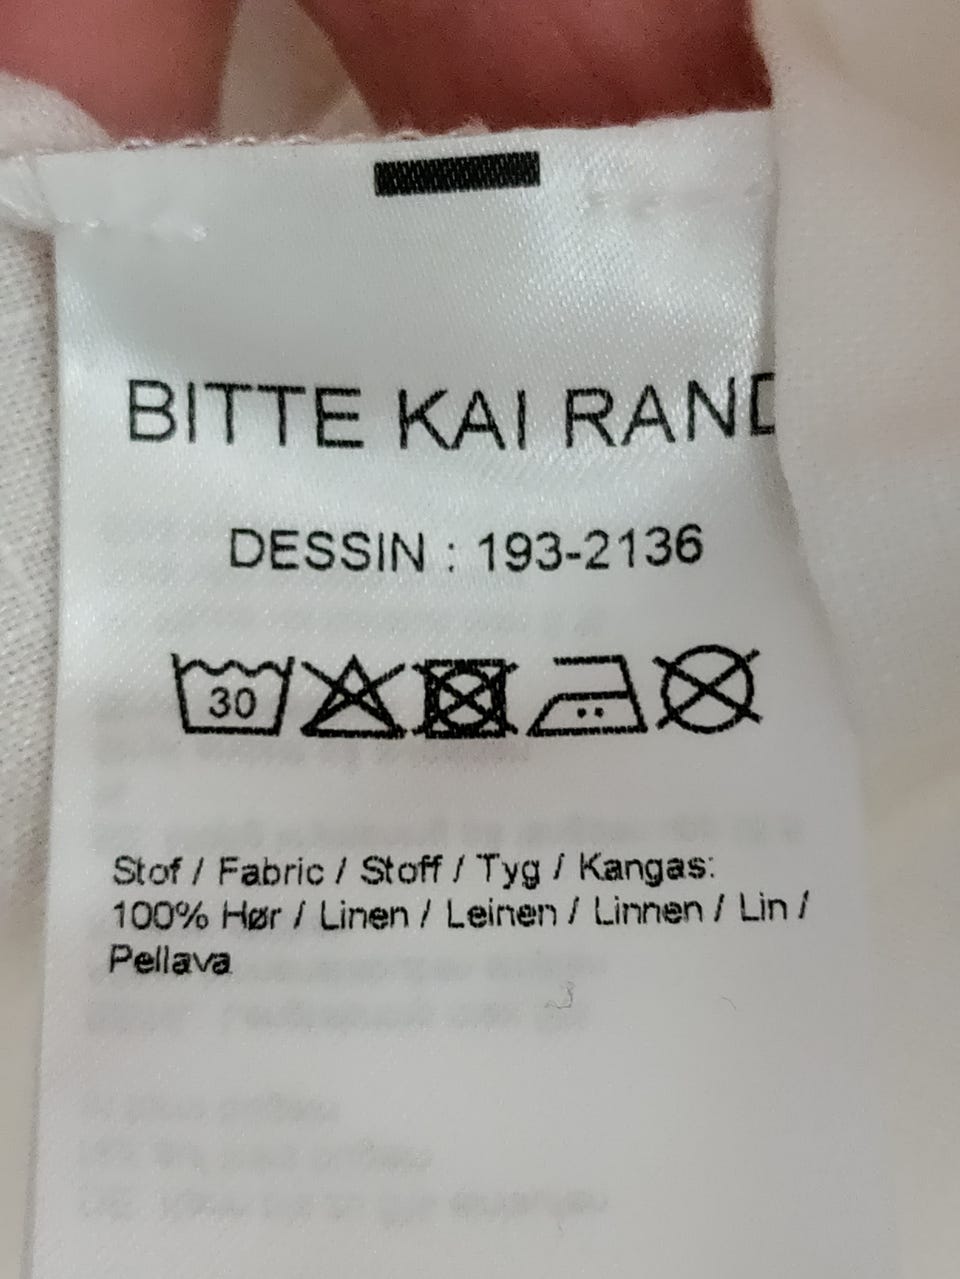 BITTE KAI RAND
DESSIN : 193-2136
30
Stof / Fabric / Stoff / Tyg / Kangas:
100% Hør / Linen / Leinen / Linnen / Lin /
Pellava